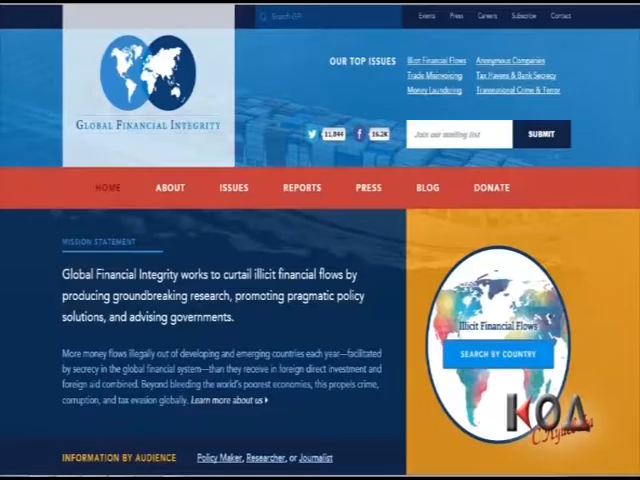 Search GFI
Events Press Careers Subscribe Contact
GLOBAL FINANCIAL INTEGRITY
OUR TOP ISSUES
Illicit Financial Flows Anonymous Companies
Trade Misinvoicing Tax Havens & Bank Secrecy
Money Laundering Transnational Crime & Terror
11,844 16.2K
Join our mailing list SUBMIT
HOME ABOUT ISSUES REPORTS PRESS BLOG DONATE
MISSION STATEMENT
Global Financial Integrity works to curtail illicit financial flows by
producing groundbreaking research, promoting pragmatic policy
solutions, and advising governments.
More money flows illegally out of developing and emerging countries each year—facilitated
by secrecy in the global financial system—than they receive in foreign direct investment and
foreign aid combined. Beyond bleeding the world's poorest economies, this propels crime,
corruption, and tax evasion globally. Learn more about us
Illicit Financial Flows
SEARCH BY COUNTRY
KOA
INFORMATION BY AUDIENCE Policy Maker, Researcher, or Journalist